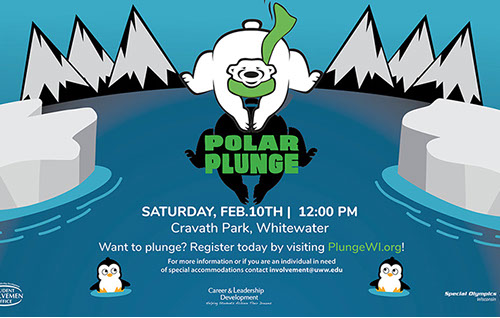 POLAR
PLUNGE
SATURDAY, FEB.10TH | 12:00 PM
Cravath Park, Whitewater
Want to plunge? Register today by visiting PlungeWI.org!
For more information or if you are an individual in need
of special accommodations contact involvement@uww.edu
Career & Leadership
Development
Special Olympics
Wisconsin